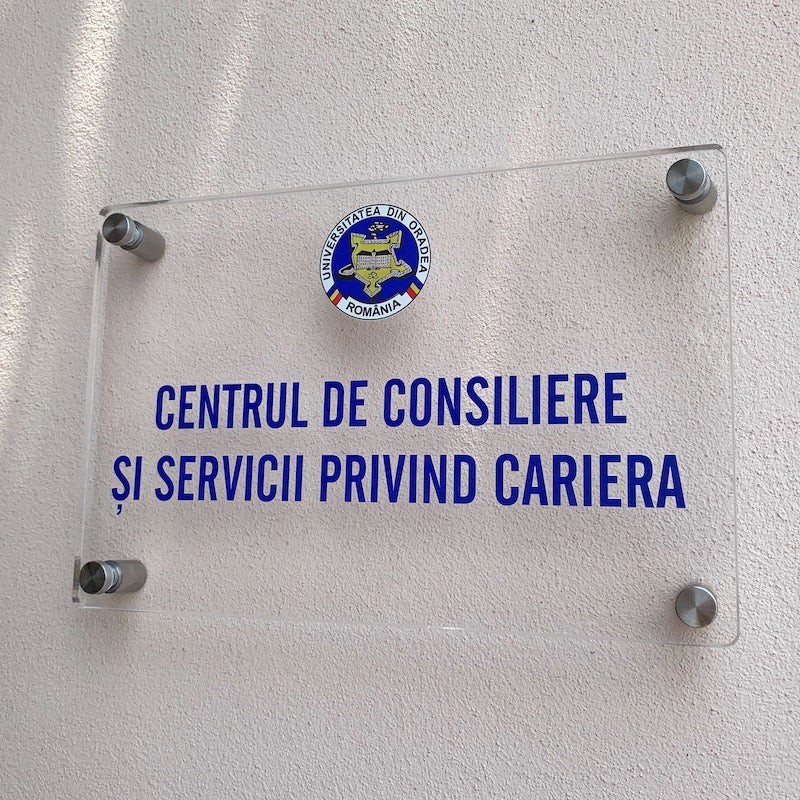 UNIVERSITATEA DIN ORADEA
ROMÂNIA
CENTRUL DE CONSILIERE
ȘI SERVICII PRIVIND CARIERA